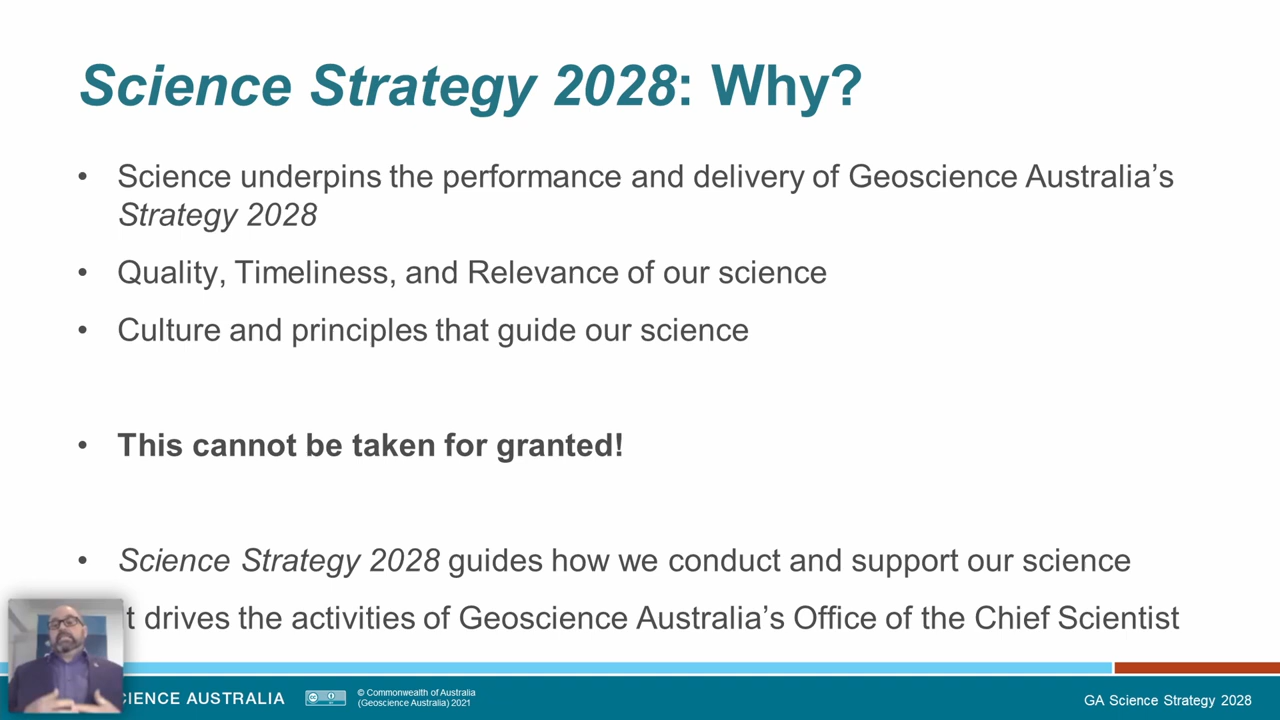 Science Strategy 2028: Why?
• Science underpins the performance and delivery of Geoscience Australia’s
Strategy 2028
• Quality, Timeliness, and Relevance of our science
• Culture and principles that guide our science
• This cannot be taken for granted!
• Science Strategy 2028 guides how we conduct and support our science
t drives the activities of Geoscience Australia’s Office of the Chief Scientist
CIENCE AUSTRALIA
© Commonwealth of Australia
(Geoscience Australia) 2021
GA Science Strategy 2028